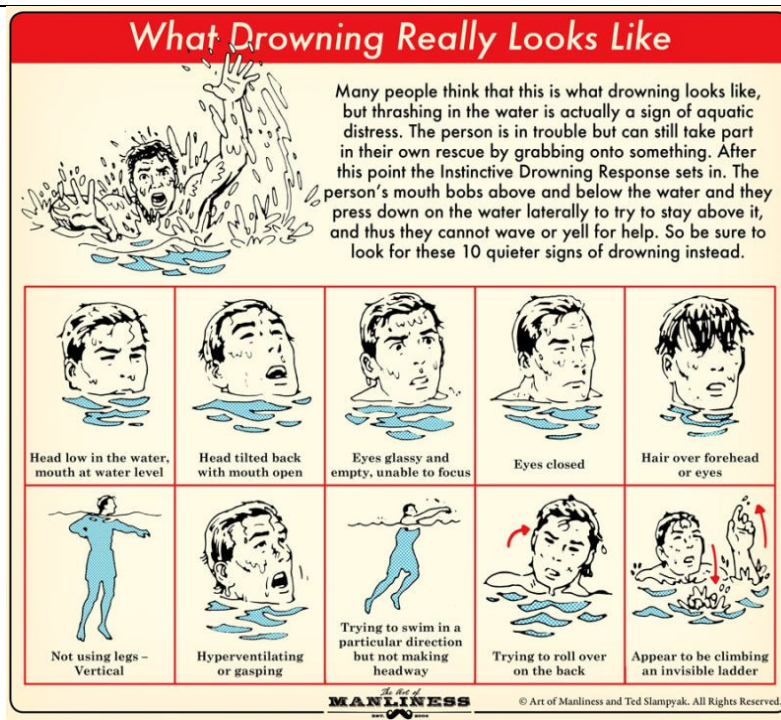 What Drowning Really Looks Like
Many people think that this is what drowning looks like,
but thrashing in the water is actually a sign of aquatic
distress. The person is in trouble but can still take part
in their own rescue by grabbing onto something. After
this point the Instinctive Drowning Response sets in. The
person's mouth bobs above and below the water and they
press down on the water laterally to try to stay above it,
and thus they cannot wave or yell for help. So be sure to
look for these 10 quieter signs of drowning instead.
Head low in the water,
mouth at water level
Head tilted back
with mouth open
Eyes glassy and
empty, unable to focus
Eyes closed
Hair over forehead
or eyes
Not using legs –
Vertical
Hyperventilating
or gasping
Trying to swim in a
particular direction
but not making
headway
Trying to roll over
on the back
Appear to be climbing
an invisible ladder
The Art of
MANLINESS
EST. 2008
© Art of Manliness and Ted Slampyak. All Rights Reserved.